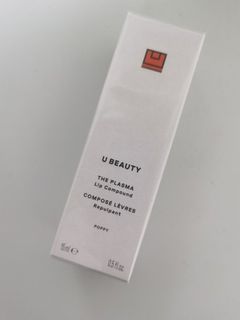 U BEAUTY
THE PLASMA
Lip Compound
COMPOSÉ LÈVRES
Repulpant
POPPY
15 ml ℮ 0.5 fl oz